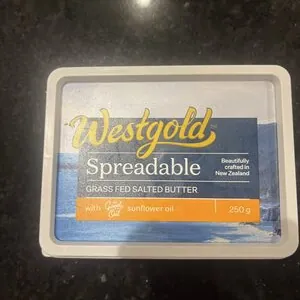 Westgold
Spreadable
GRASS FED SALTED BUTTER
Beautifully
crafted in
New Zealand
with
sunflower oil
250 g